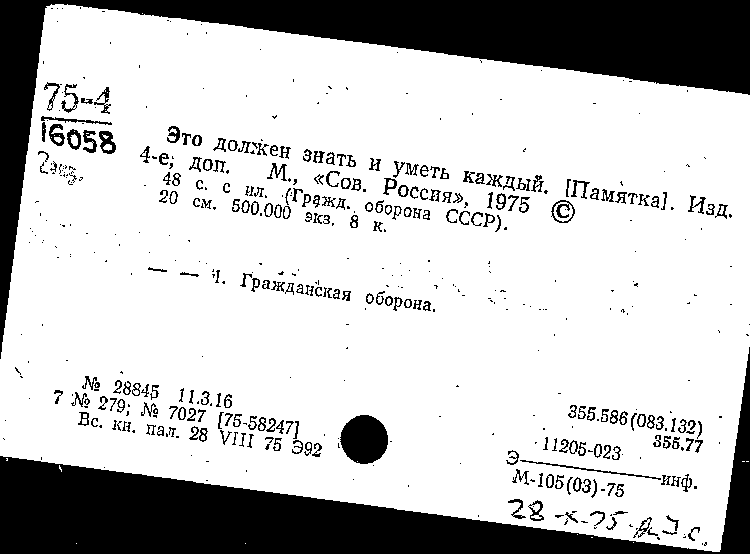 75-4
16058
2 экз.
Это должен знать и уметь каждый. [Памятка]. Изд.
4-е, доп. М., «Сов. Россия», 1975 ©
48 с. с ил. (Гражд. оборона СССР).
20 см. 500.000 экз. 8 к.
— — 1. Гражданская оборона.
№ 28845 11.3.16
7 № 279; № 7027 [75-58247]
Вс. кн. пал. 28 VIII 75 Э92
355.586(083.132)
355.77
Э 11205-023 инф.
М-105(03)-75
28-X-75